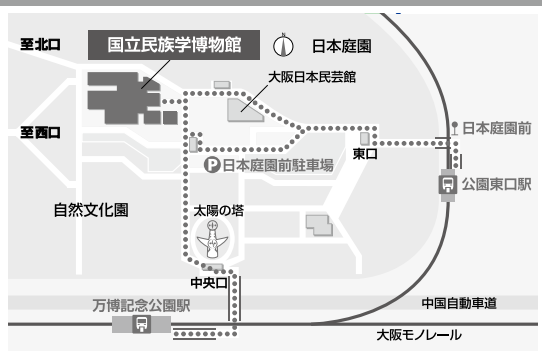 至北口
国立民族学博物館
日本庭園
大阪日本民芸館
至西口
日本庭園前
東口
P日本庭園前駐車場
公園東口駅
自然文化園
太陽の塔
中央口
万博記念公園駅
中国自動車道
大阪モノレール